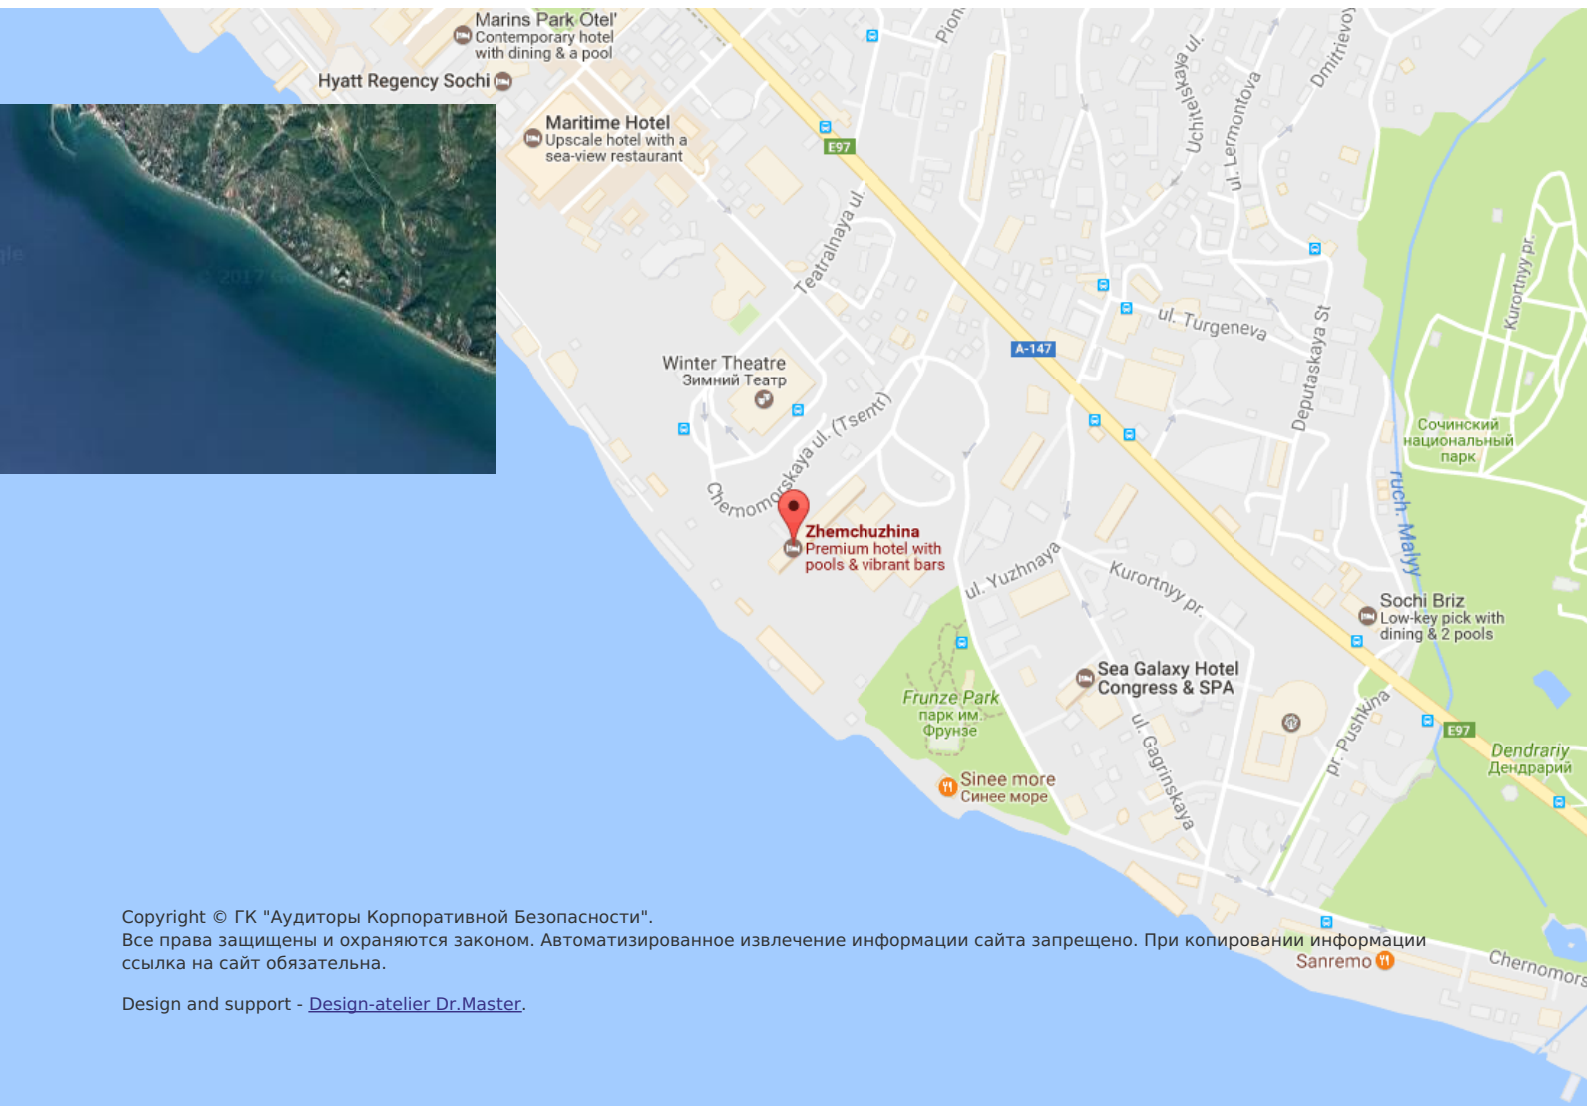 Marins Park Otel'
Contemporary hotel
with dining & a pool
Hyatt Regency Sochi
Maritime Hotel
Upscale hotel with a
sea-view restaurant
E97
Uchitelskaya ul.
ul. Lermontova
Teatralnaya ul.
© 2017
Kurortnyy pr.
ul. Turgeneva
Deputatskaya St
A-147
Winter Theatre
Зимний Театр
Chernomorskaya ul. (Tsentr)
Сочинский
национальный
парк
ruch. Malyy
Zhemchuzhina
Premium hotel with
pools & vibrant bars
ul. Yuzhnaya
Kurortnyy pr.
Sochi Briz
Low-key pick with
dining & 2 pools
Sea Galaxy Hotel
Congress & SPA
Frunze Park
парк им.
Фрунзе
ul. Gagrinskaya
pr. Pushkina
E97
Dendrariy
Дендрарий
Sinee more
Синее море
Copyright © ГК "Аудиторы Корпоративной Безопасности".
Все права защищены и охраняются законом. Автоматизированное извлечение информации сайта запрещено. При копировании информации
ссылка на сайт обязательна.
Sanremo
Chernomors
Design and support - Design-atelier Dr.Master.